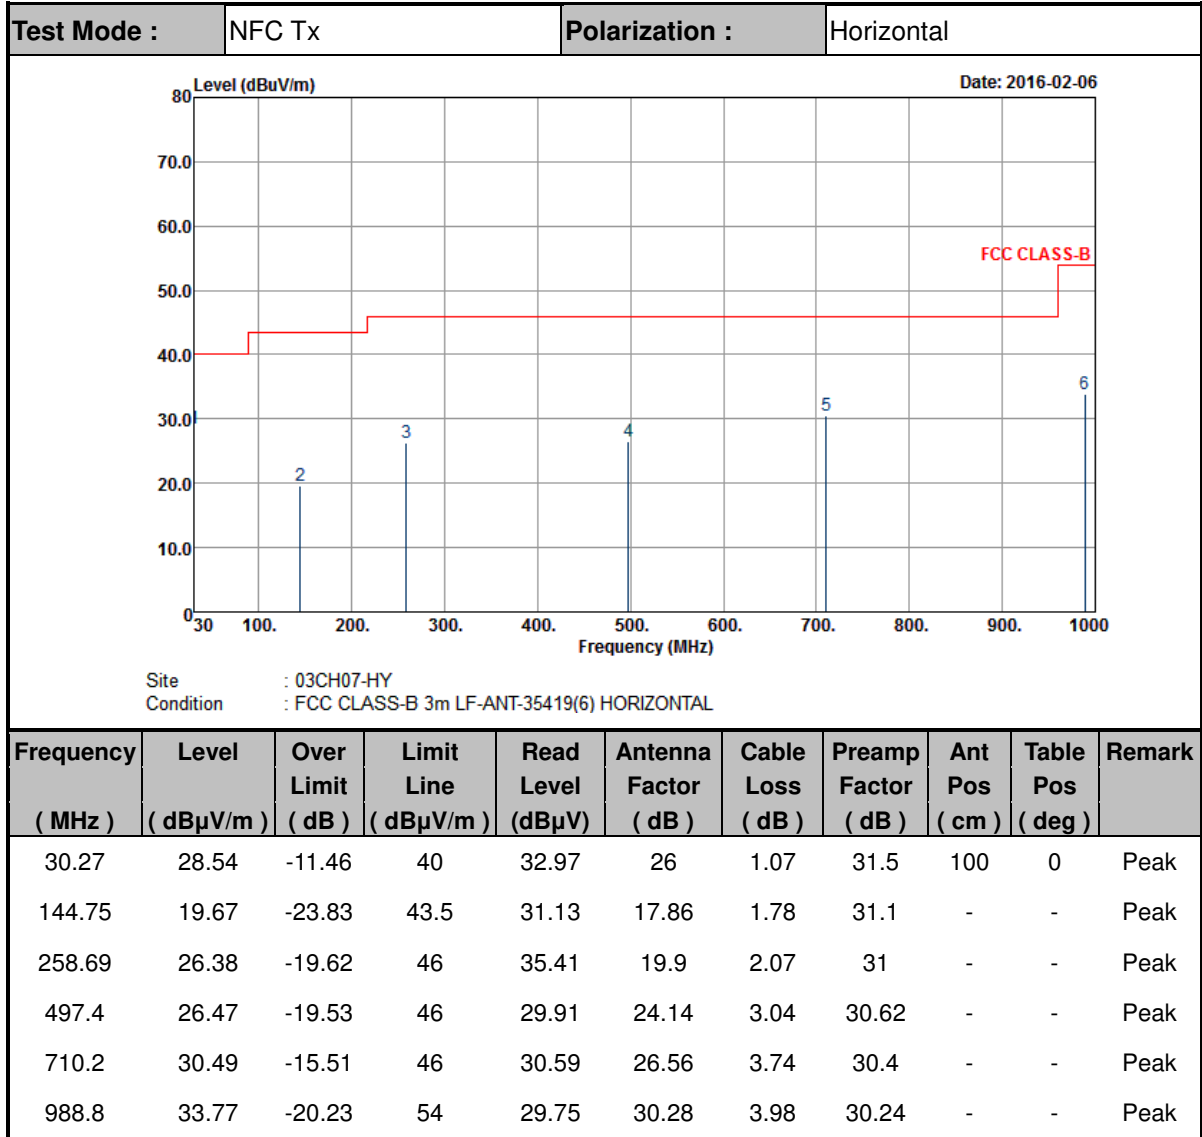 Test Mode : NFC Tx Polarization : Horizontal
Level (dBuV/m) Date: 2016-02-06
80
70.0
60.0
FCC CLASS-B
50.0
40.0
30.0
20.0
10.0
0
1
2
3
4
5
6
30 100. 200. 300. 400. 500. 600. 700. 800. 900. 1000
Frequency (MHz)
Site : 03CH07-HY
Condition : FCC CLASS-B 3m LF-ANT-35419(6) HORIZONTAL
Frequency Level Over Limit Read Antenna Cable Preamp Ant Table Remark
Limit Line Level Factor Loss Factor Pos Pos
( MHz ) ( dBµV/m ) ( dB ) ( dBµV/m ) (dBµV) ( dB ) ( dB ) ( dB ) ( cm ) ( deg )
30.27 28.54 -11.46 40 32.97 26 1.07 31.5 100 0 Peak
144.75 19.67 -23.83 43.5 31.13 17.86 1.78 31.1 - - Peak
258.69 26.38 -19.62 46 35.41 19.9 2.07 31 - - Peak
497.4 26.47 -19.53 46 29.91 24.14 3.04 30.62 - - Peak
710.2 30.49 -15.51 46 30.59 26.56 3.74 30.4 - - Peak
988.8 33.77 -20.23 54 29.75 30.28 3.98 30.24 - - Peak